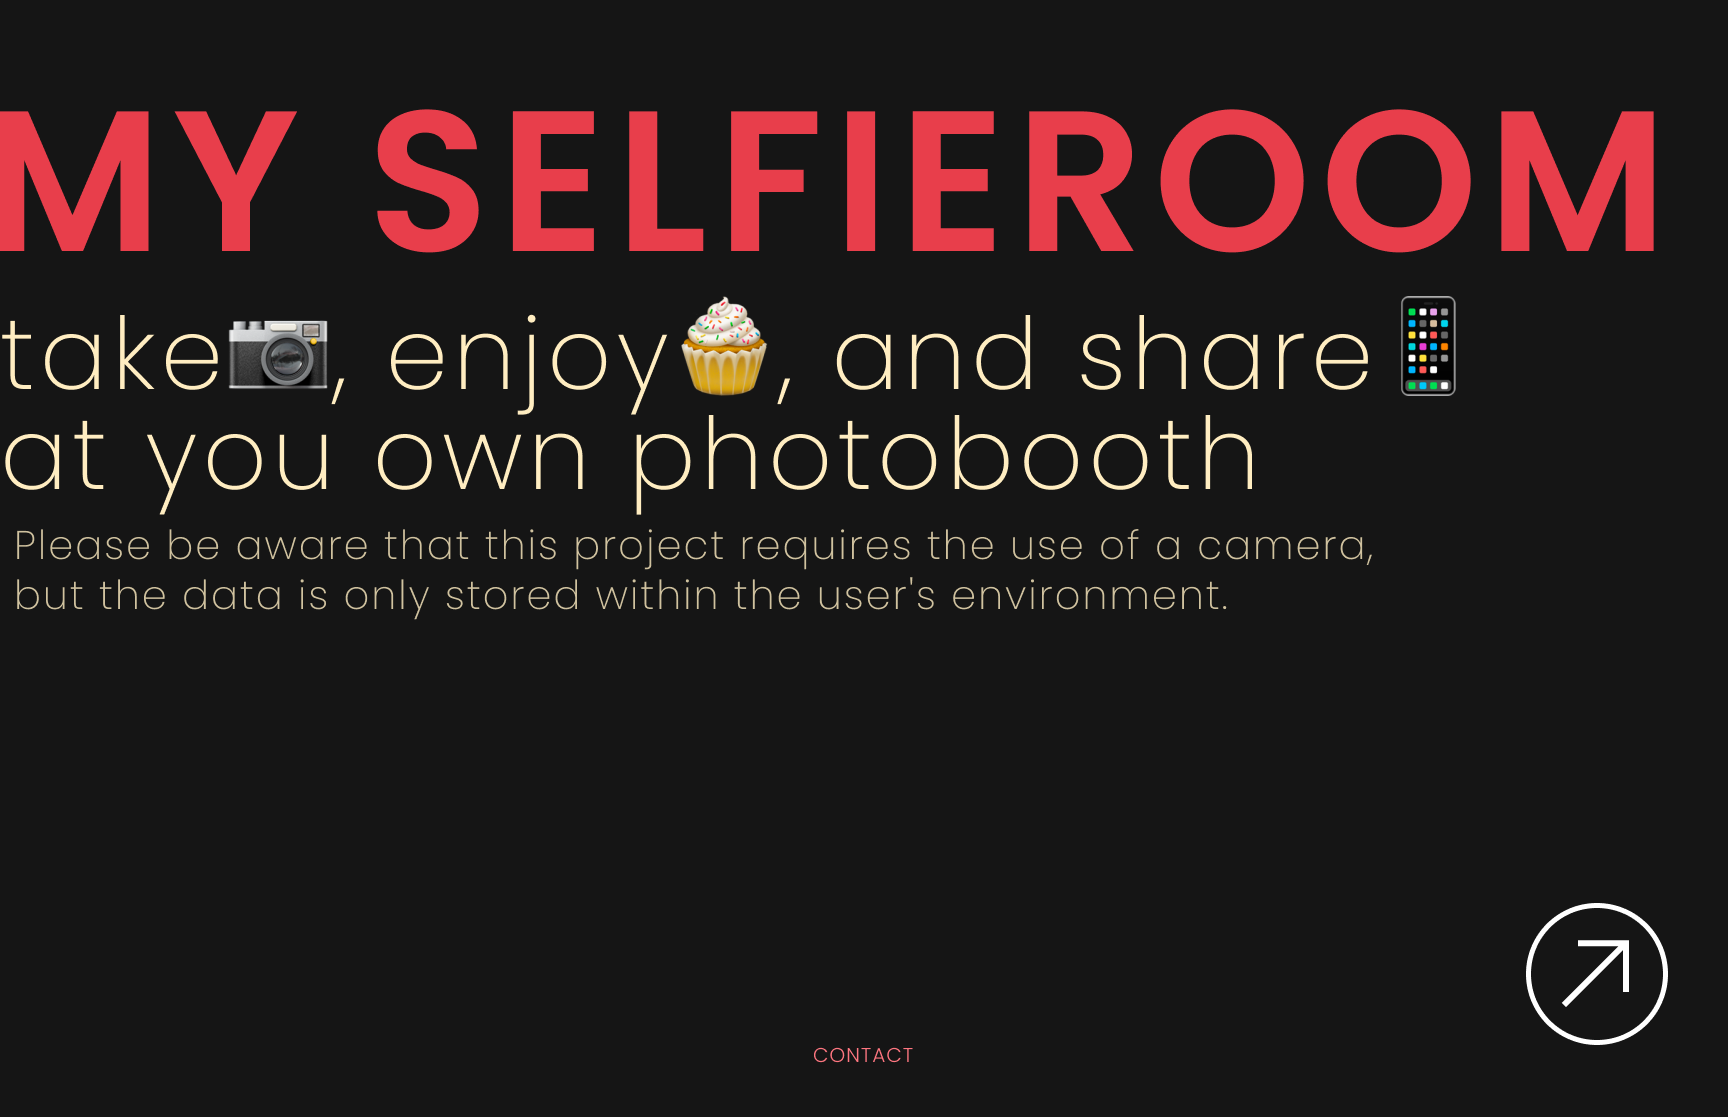 MY SELFIEROOM
take📷, enjoy🧁, and share📱
at you own photobooth
Please be aware that this project requires the use of a camera,
but the data is only stored within the user's environment.
CONTACT